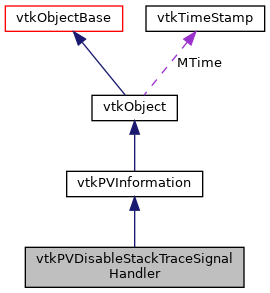 vtkObjectBase
vtkTimeStamp
MTime
vtkObject
vtkPVInformation
vtkPVDisableStackTraceSignal
Handler